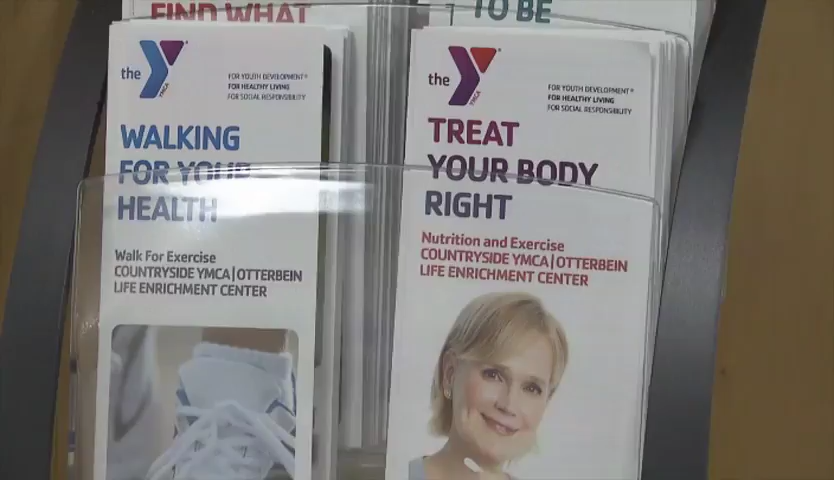 FIND WHAT
TO BE
the
YMCA
FOR YOUTH DEVELOPMENT®
FOR HEALTHY LIVING
FOR SOCIAL RESPONSIBILITY
WALKING
FOR YOUR
HEALTH
Walk For Exercise
COUNTRYSIDE YMCA|OTTERBEIN
LIFE ENRICHMENT CENTER
the
YMCA
FOR YOUTH DEVELOPMENT®
FOR HEALTHY LIVING
FOR SOCIAL RESPONSIBILITY
TREAT
YOUR BODY
RIGHT
Nutrition and Exercise
COUNTRYSIDE YMCA|OTTERBEIN
LIFE ENRICHMENT CENTER